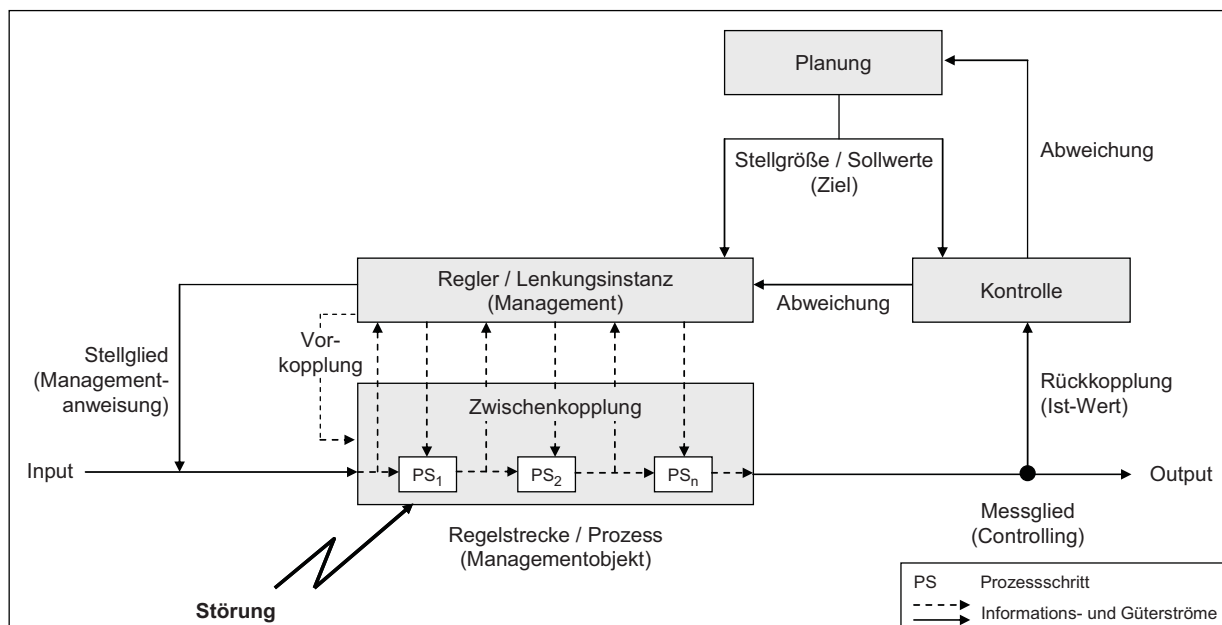 Planung
Stellgröße / Sollwerte
(Ziel)
Abweichung
Regler / Lenkungsinstanz
(Management)
Abweichung
Kontrolle
Vor-
kopplung
Stellglied
(Management-
anweisung)
Rückkopplung
(Ist-Wert)
Zwischenkopplung
Input
PS1
PS2
PSn
Output
Messglied
(Controlling)
Regelstrecke / Prozess
(Managementobjekt)
Störung
PS Prozessschritt
Informations- und Güterströme